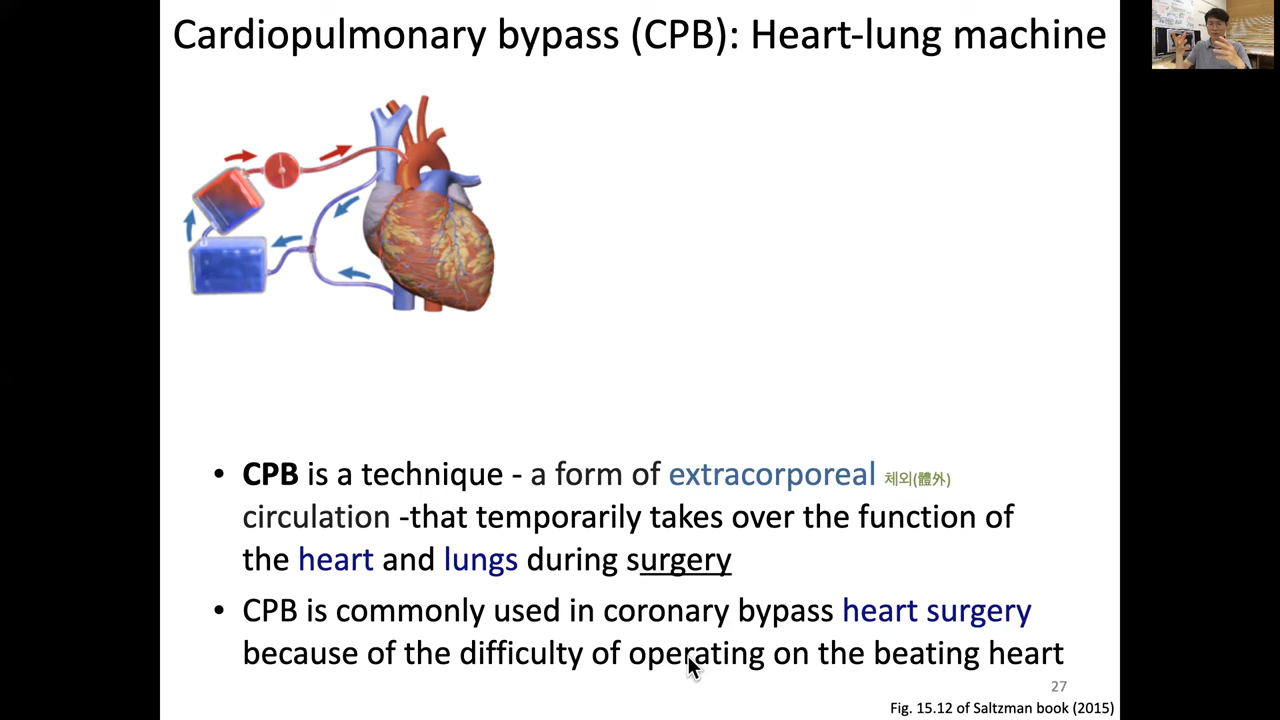 Cardiopulmonary bypass (CPB): Heart-lung machine
• CPB is a technique - a form of extracorporeal 체외(體外)
circulation -that temporarily takes over the function of
the heart and lungs during surgery
• CPB is commonly used in coronary bypass heart surgery
because of the difficulty of operating on the beating heart
27
Fig. 15.12 of Saltzman book (2015)